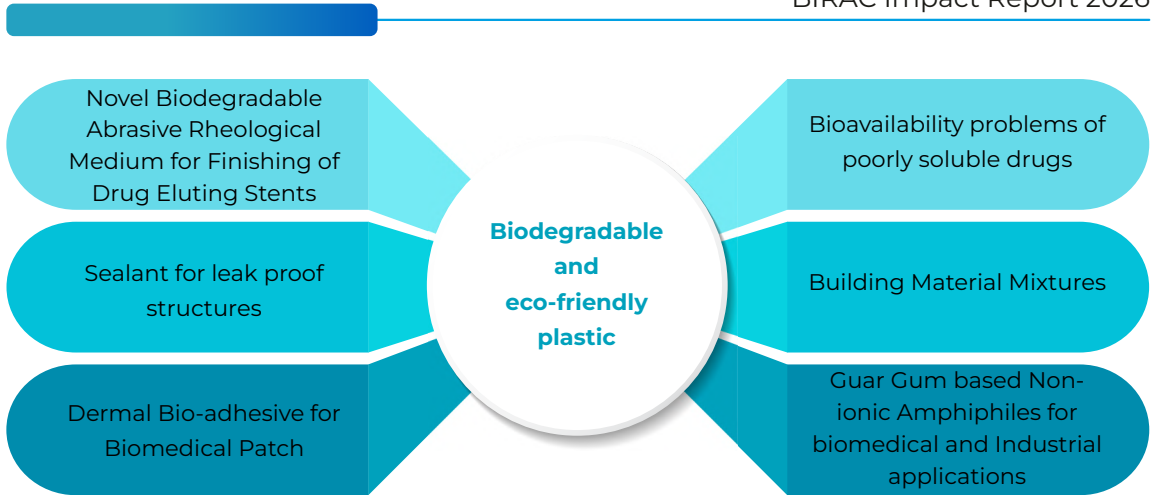 BIRAC Impact Report 2026
Novel Biodegradable
Abrasive Rheological
Medium for Finishing of
Drug Eluting Stents
Sealant for leak proof
structures
Dermal Bio-adhesive for
Biomedical Patch
Biodegradable
and
eco-friendly
plastic
Bioavailability problems of
poorly soluble drugs
Building Material Mixtures
Guar Gum based Non-
ionic Amphiphiles for
biomedical and Industrial
applications